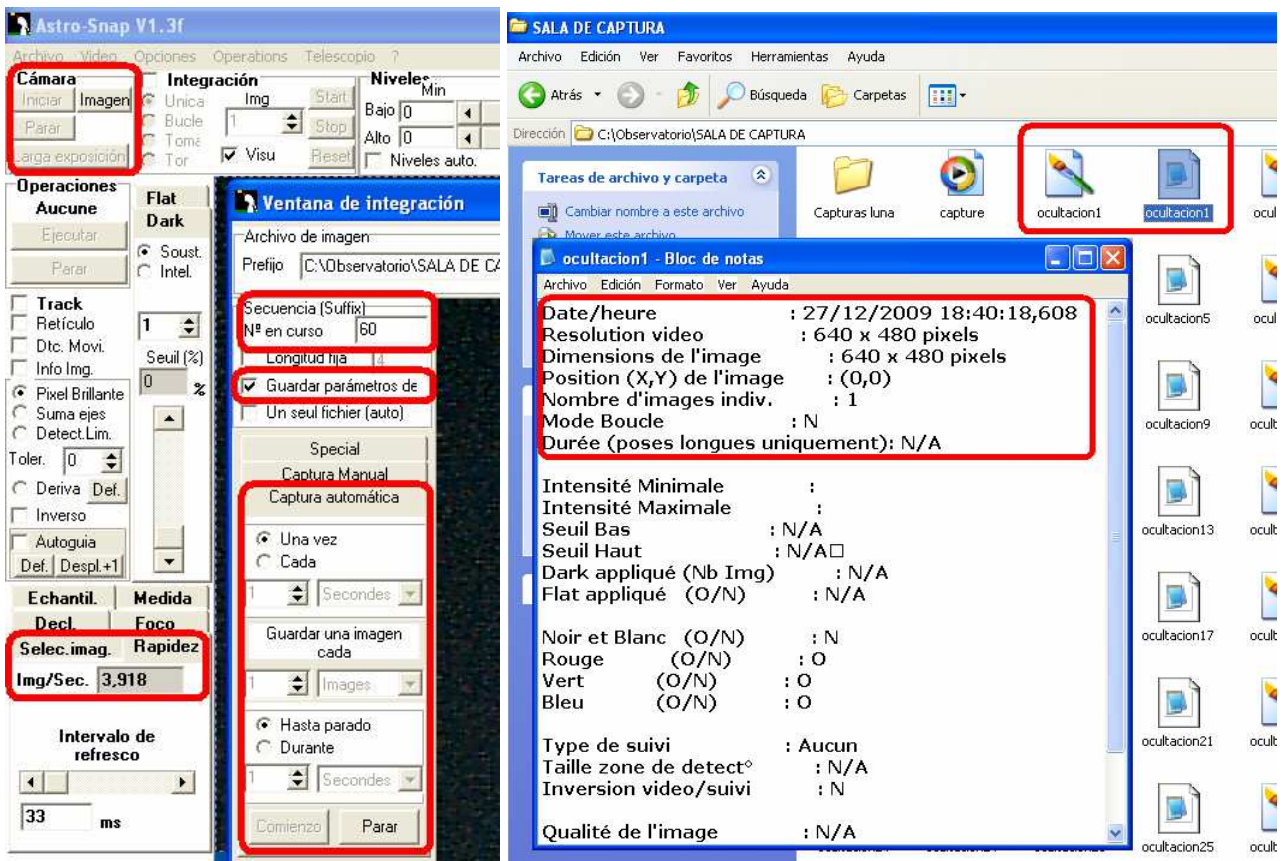 Astro-Snap V1.3f
Archivo Video Opciones Operations Telescopio ?
Cámara
Iniciar Imagen
Parar
Larga exposición
Integración
Unica
Bucle
Toma
Tor
Img
1
Visu
Start
Stop
Reset
Niveles
Min
Bajo 0
Alto 0
Niveles auto.
Operaciones
Aucune
Ejecutar
Parar
Flat
Dark
Soust.
Intel.
Track
Retículo
Dtc. Movi.
Info Img.
Pixel Brillante
Suma ejes
Detect.Lim.
Toler. 0
Deriva Def.
Inverso
Autoguia
Def. Despl.+1
1
Seuil (%)
0 %
Echantil. Medida
Decl. Foco
Selec.imag. Rapidez
Img/Sec. 3,918
Intervalo de
refresco
33 ms
Ventana de integración
Archivo de imagen
Prefijo C:\Observatorio\SALA DE CA
Secuencia (Suffix)
Nº en curso 60
Longitud fija 4
Guardar parámetros de
Un seul fichier (auto)
Special
Captura Manual
Captura automática
Una vez
Cada
1 Secondes
Guardar una imagen
cada
1 Images
Hasta parado
Durante
1 Secondes
Comienzo Parar
SALA DE CAPTURA
Archivo Edición Ver Favoritos Herramientas Ayuda
Atrás Búsqueda Carpetas
Dirección C:\Observatorio\SALA DE CAPTURA
Tareas de archivo y carpeta
Cambiar nombre a este archivo
Mover este archivo
Capturas luna capture ocultacion1 ocultacion1 ocul
ocultacion1 - Bloc de notas
Archivo Edición Formato Ver Ayuda
Date/heure : 27/12/2009 18:40:18,608
Resolution video : 640 x 480 pixels
Dimensions de l'image : 640 x 480 pixels
Position (X,Y) de l'image : (0,0)
Nombre d'images indiv. : 1
Mode Boucle : N
Durée (poses longues uniquement): N/A
Intensité Minimale :
Intensité Maximale :
Seuil Bas : N/A
Seuil Haut : N/A□
Dark appliqué (Nb Img) : N/A
Flat appliqué (O/N) : N/A
Noir et Blanc (O/N) : N
Rouge (O/N) : O
Vert (O/N) : O
Bleu (O/N) : O
Type de suivi : Aucun
Taille zone de detect° : N/A
Inversion video/suivi : N
Qualité de l'image : N/A
ocultacion5 ocult
ocultacion9 ocult
ocultacion13 ocult
ocultacion17 ocult
ocultacion21 ocult
ocultacion25 ocult